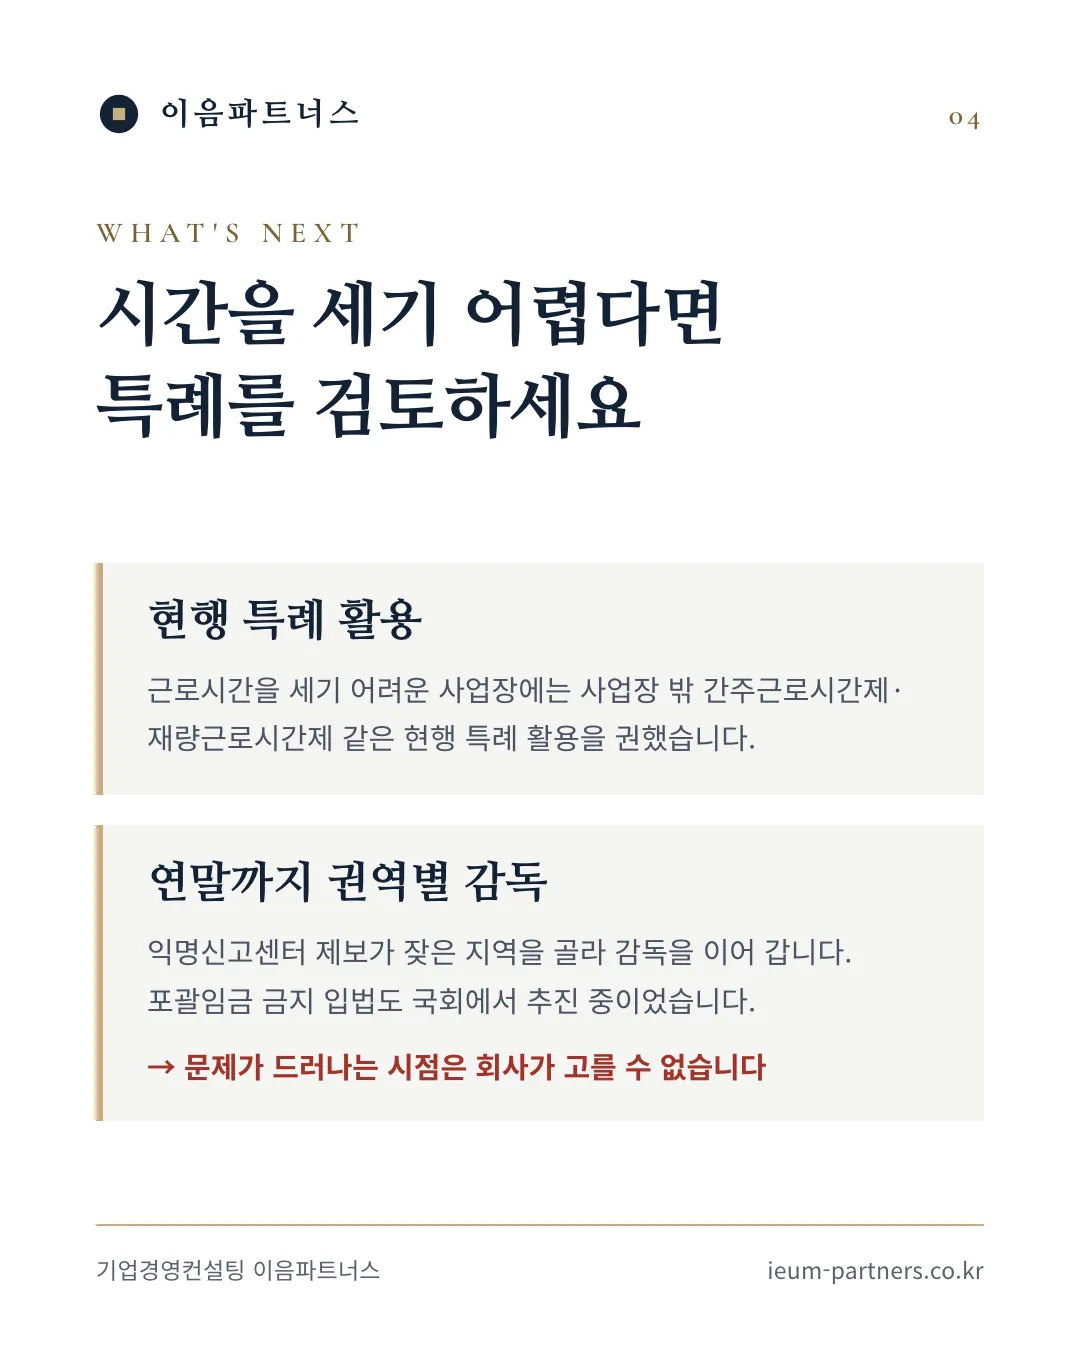 이음파트너스
04
WHAT'S NEXT
시간을 세기 어렵다면
특례를 검토하세요
현행 특례 활용
근로시간을 세기 어려운 사업장에는 사업장 밖 간주근로시간제·
재량근로시간제 같은 현행 특례 활용을 권했습니다.
연말까지 권역별 감독
익명신고센터 제보가 잦은 지역을 골라 감독을 이어 갑니다.
포괄임금 금지 입법도 국회에서 추진 중이었습니다.
→ 문제가 드러나는 시점은 회사가 고를 수 없습니다
기업경영컨설팅 이음파트너스
ieum-partners.co.kr